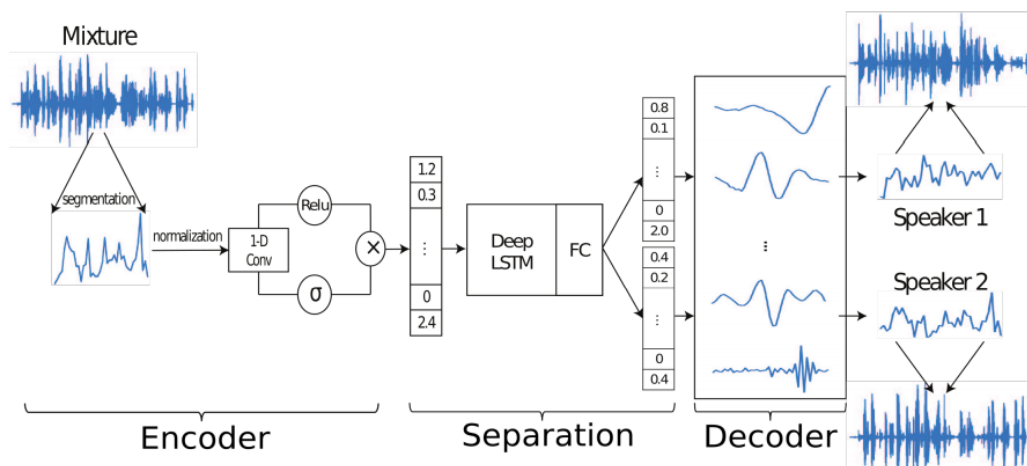 Mixture
segmentation
normalization
1-D
Conv
Relu
σ
×
1.2
0.3
...
0
2.4
Deep
LSTM
FC
0.8
0.1
...
0
2.0
0.4
0.2
...
0
0.4
...
Speaker 1
Speaker 2
Encoder
Separation
Decoder